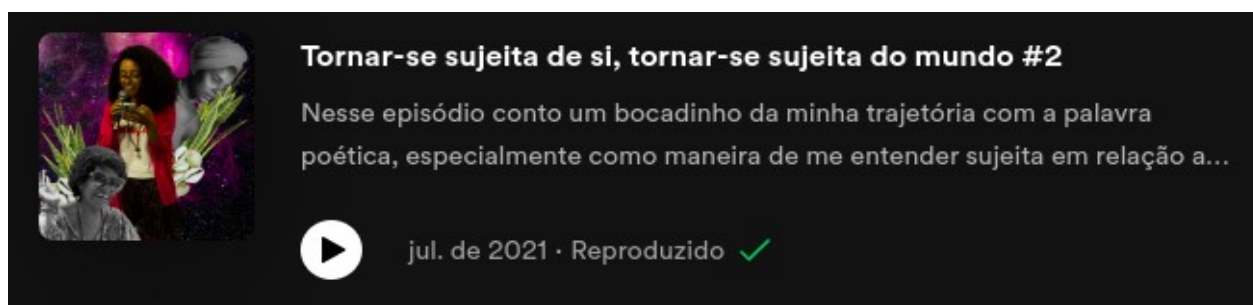 Tornar-se sujeita de si, tornar-se sujeita do mundo #2
Nesse episódio conto um bocadinho da minha trajetória com a palavra
poética, especialmente como maneira de me entender sujeita em relação a...
jul. de 2021 · Reproduzido